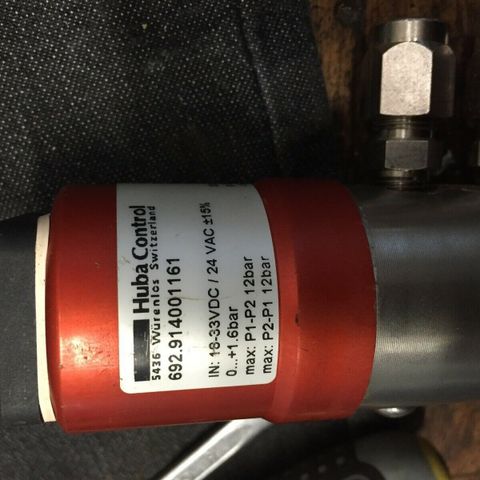 Huba Control
5436 Würenlos Switzerland
692.914001161
IN: 18-33VDC / 24 VAC ±15%
0...+1.6bar
max: P1-P2 12bar
max: P2-P1 12bar